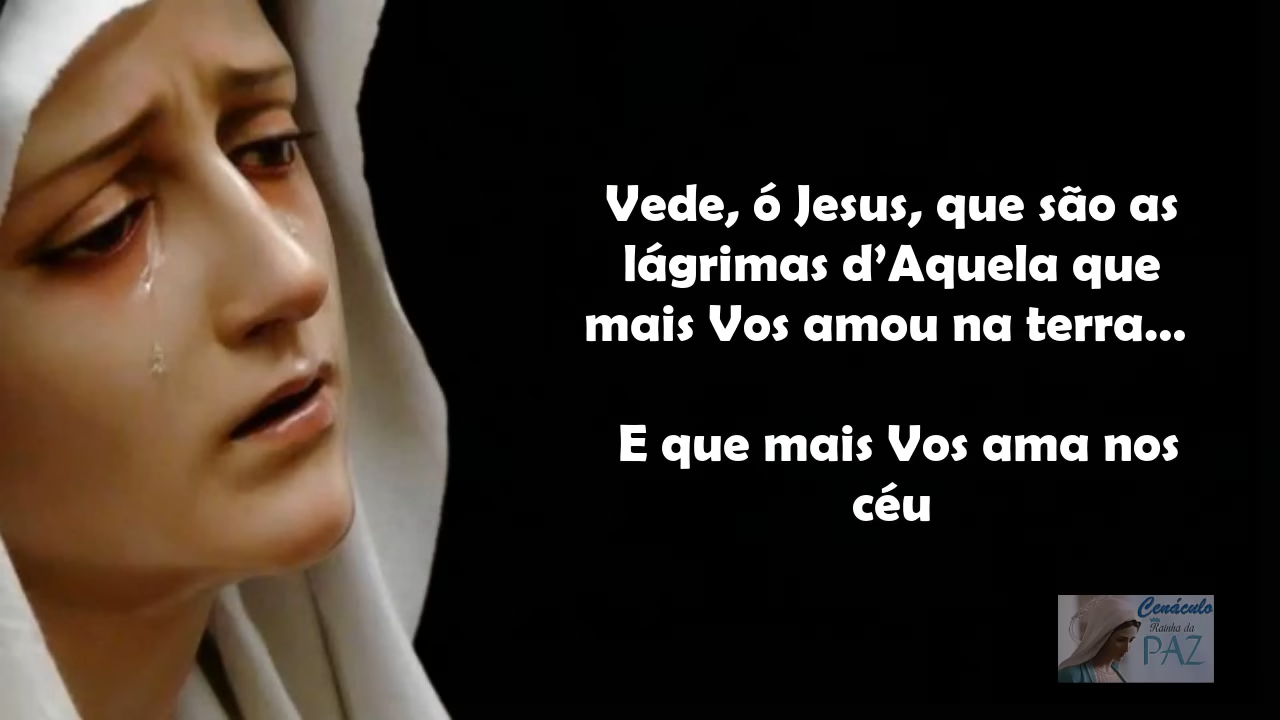 Vede, ó Jesus, que são as
lágrimas d’Aquela que
mais Vos amou na terra...
E que mais Vos ama nos
céu
Cenáculo
Rainha da
PAZ